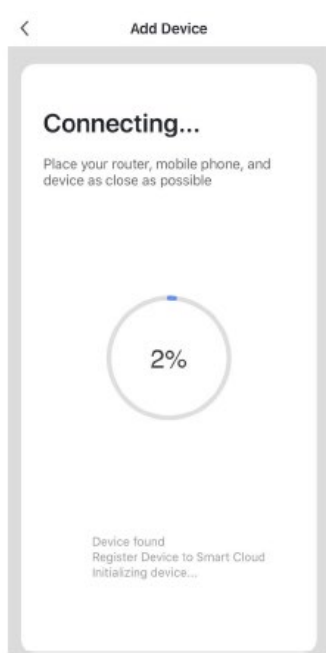 Add Device
Connecting...
Place your router, mobile phone, and
device as close as possible
2%
Device found
Register Device to Smart Cloud
Initializing device...